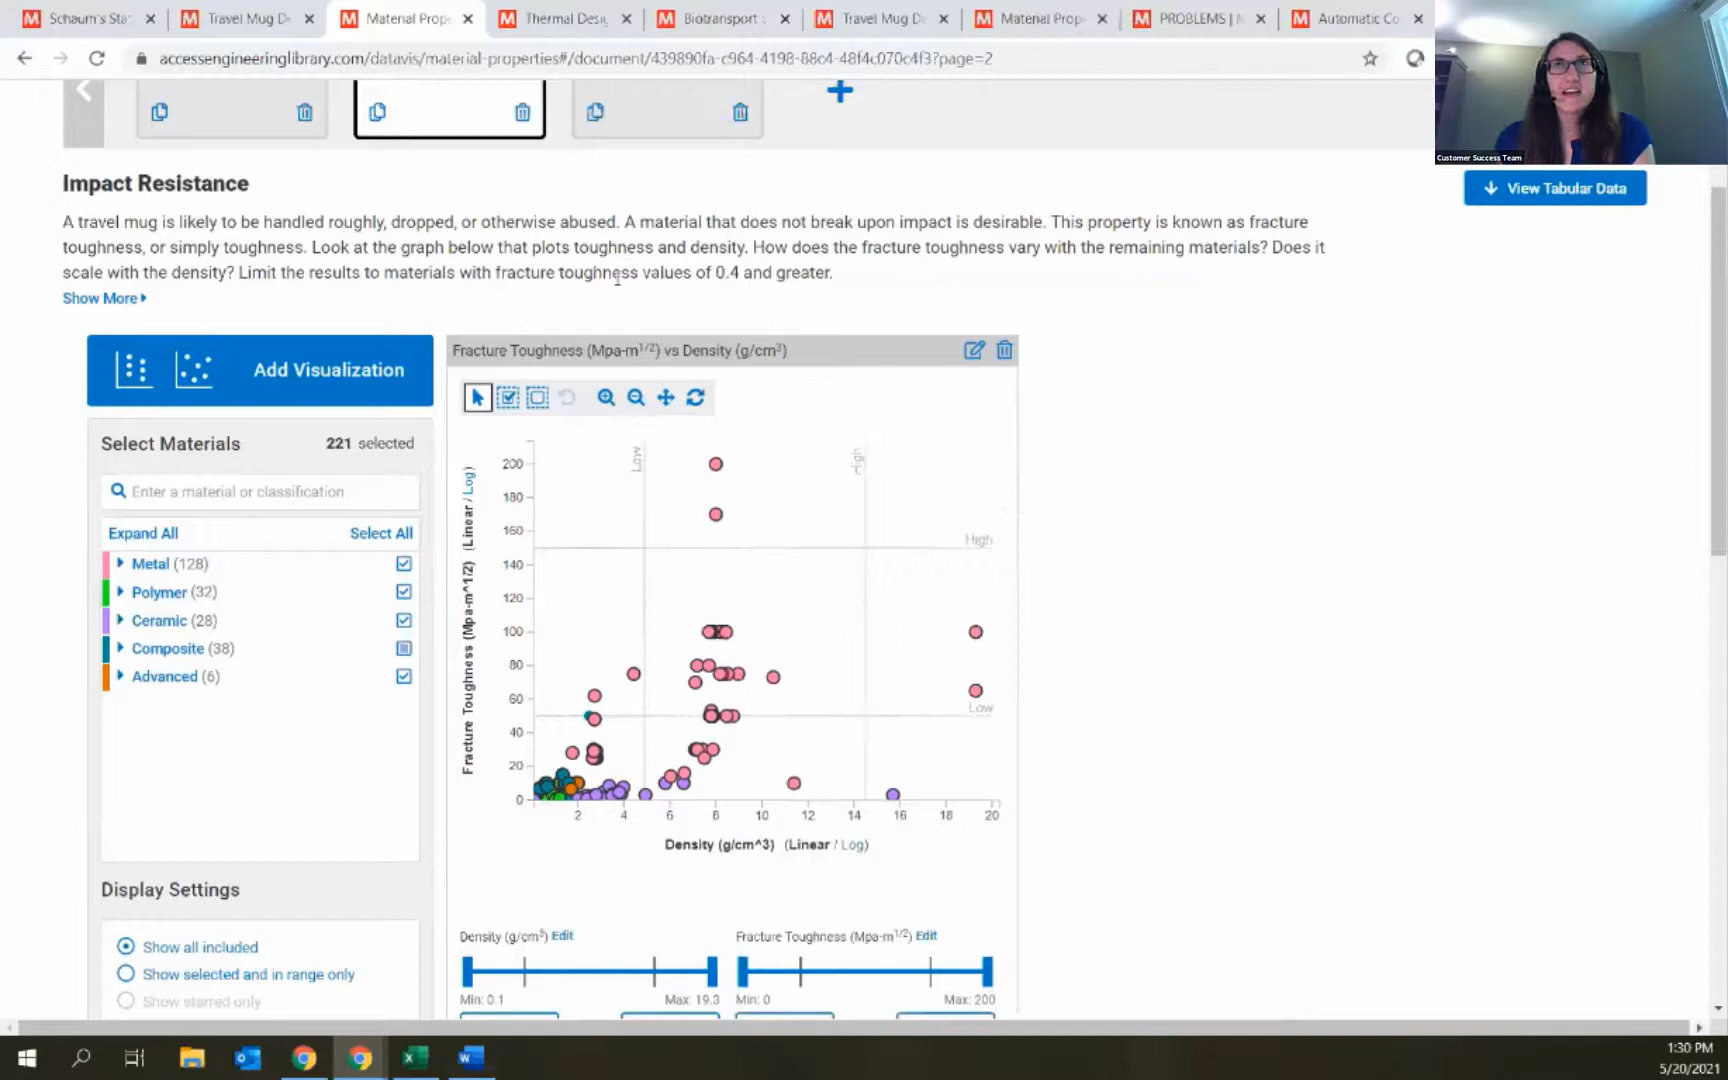 Schaum's Sta
Travel Mug D
Material Prop
Thermal Desig
Biotransport
Travel Mug D
Material Prop
PROBLEMS |
Automatic Co
accessengineeringlibrary.com/datavis/material-properties#/document/439890fa-c964-4198-88c4-48f4c070c4f3?page=2
Customer Success Team
Impact Resistance
View Tabular Data
A travel mug is likely to be handled roughly, dropped, or otherwise abused. A material that does not break upon impact is desirable. This property is known as fracture
toughness, or simply toughness. Look at the graph below that plots toughness and density. How does the fracture toughness vary with the remaining materials? Does it
scale with the density? Limit the results to materials with fracture toughness values of 0.4 and greater.
Show More
Add Visualization
Select Materials 221 selected
Enter a material or classification
Expand All Select All
Metal (128)
Polymer (32)
Ceramic (28)
Composite (38)
Advanced (6)
Display Settings
Show all included
Show selected and in range only
Show starred only
Fracture Toughness (Mpa-m1/2) vs Density (g/cm3)
Fracture Toughness (Mpa-m^1/2) (Linear / Log)
200
180
160
140
120
100
80
60
40
20
0
Low
High
High
Low
2 4 6 8 10 12 14 16 18 20
Density (g/cm^3) (Linear / Log)
Density (g/cm3) Edit
Min: 0.1 Max: 19.3
Fracture Toughness (Mpa-m1/2) Edit
Min: 0 Max: 200
1:30 PM
5/20/2021